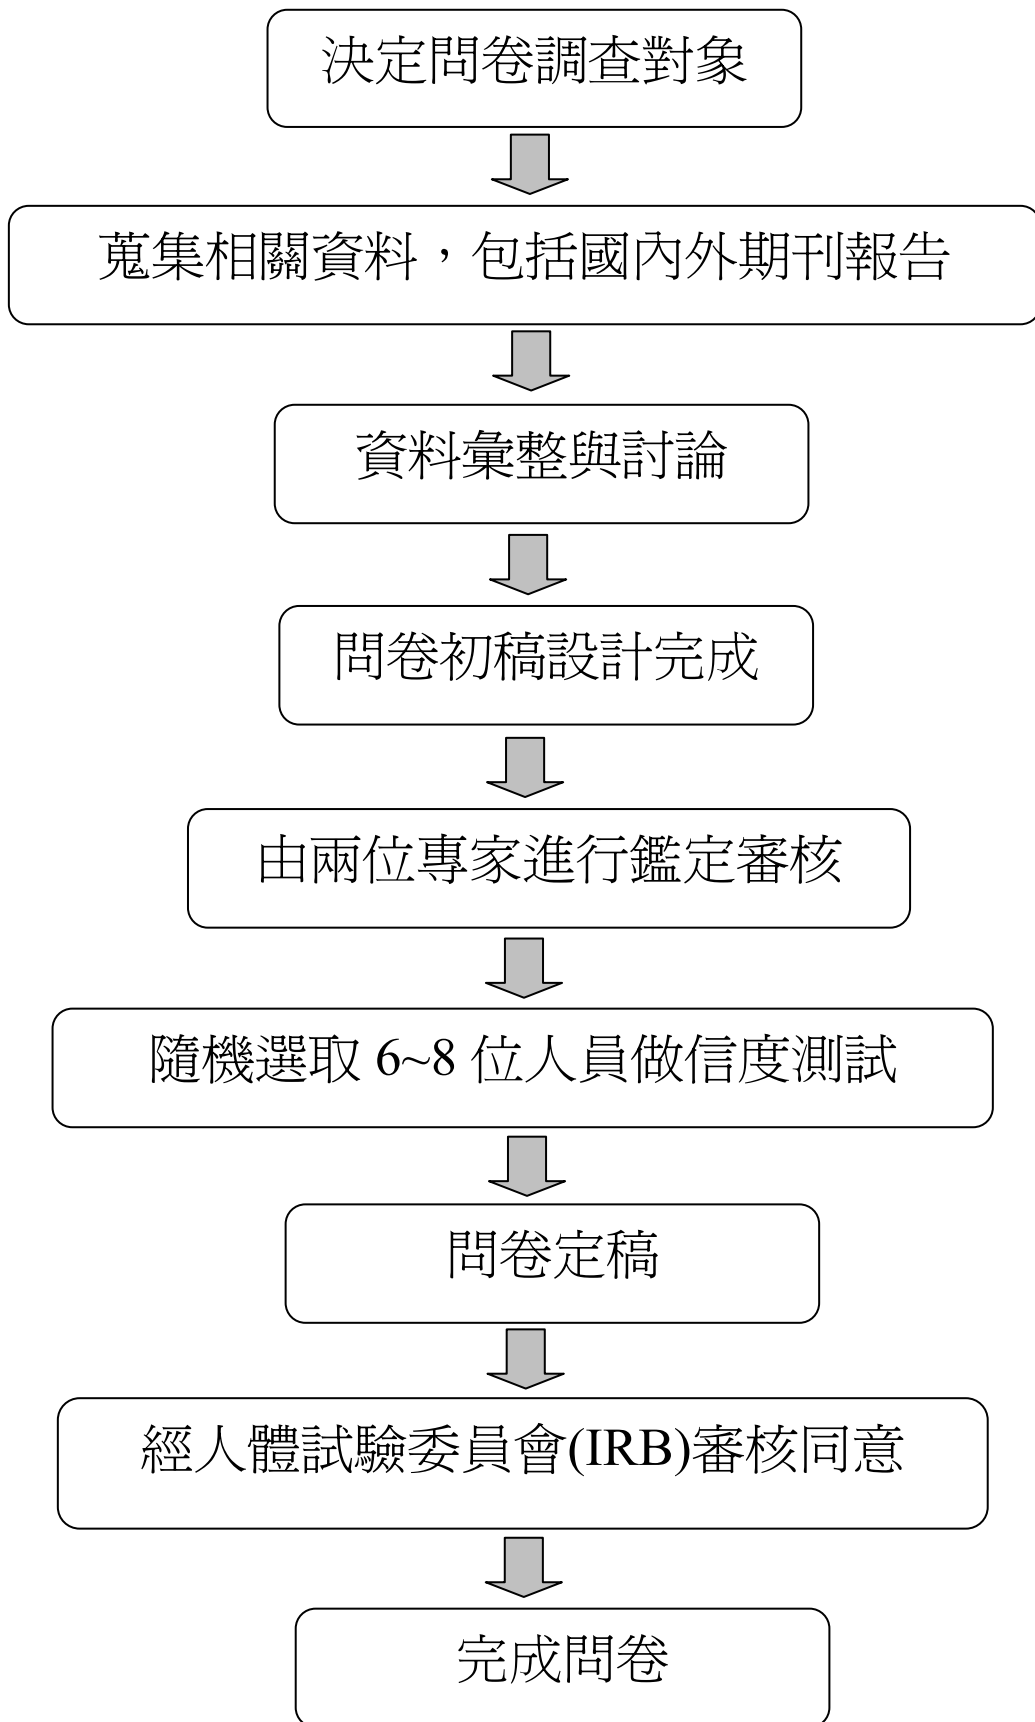 決定問卷調查對象
蒐集相關資料，包括國內外期刊報告
資料彙整與討論
問卷初稿設計完成
由兩位專家進行鑑定審核
隨機選取 6~8 位人員做信度測試
問卷定稿
經人體試驗委員會(IRB)審核同意
完成問卷